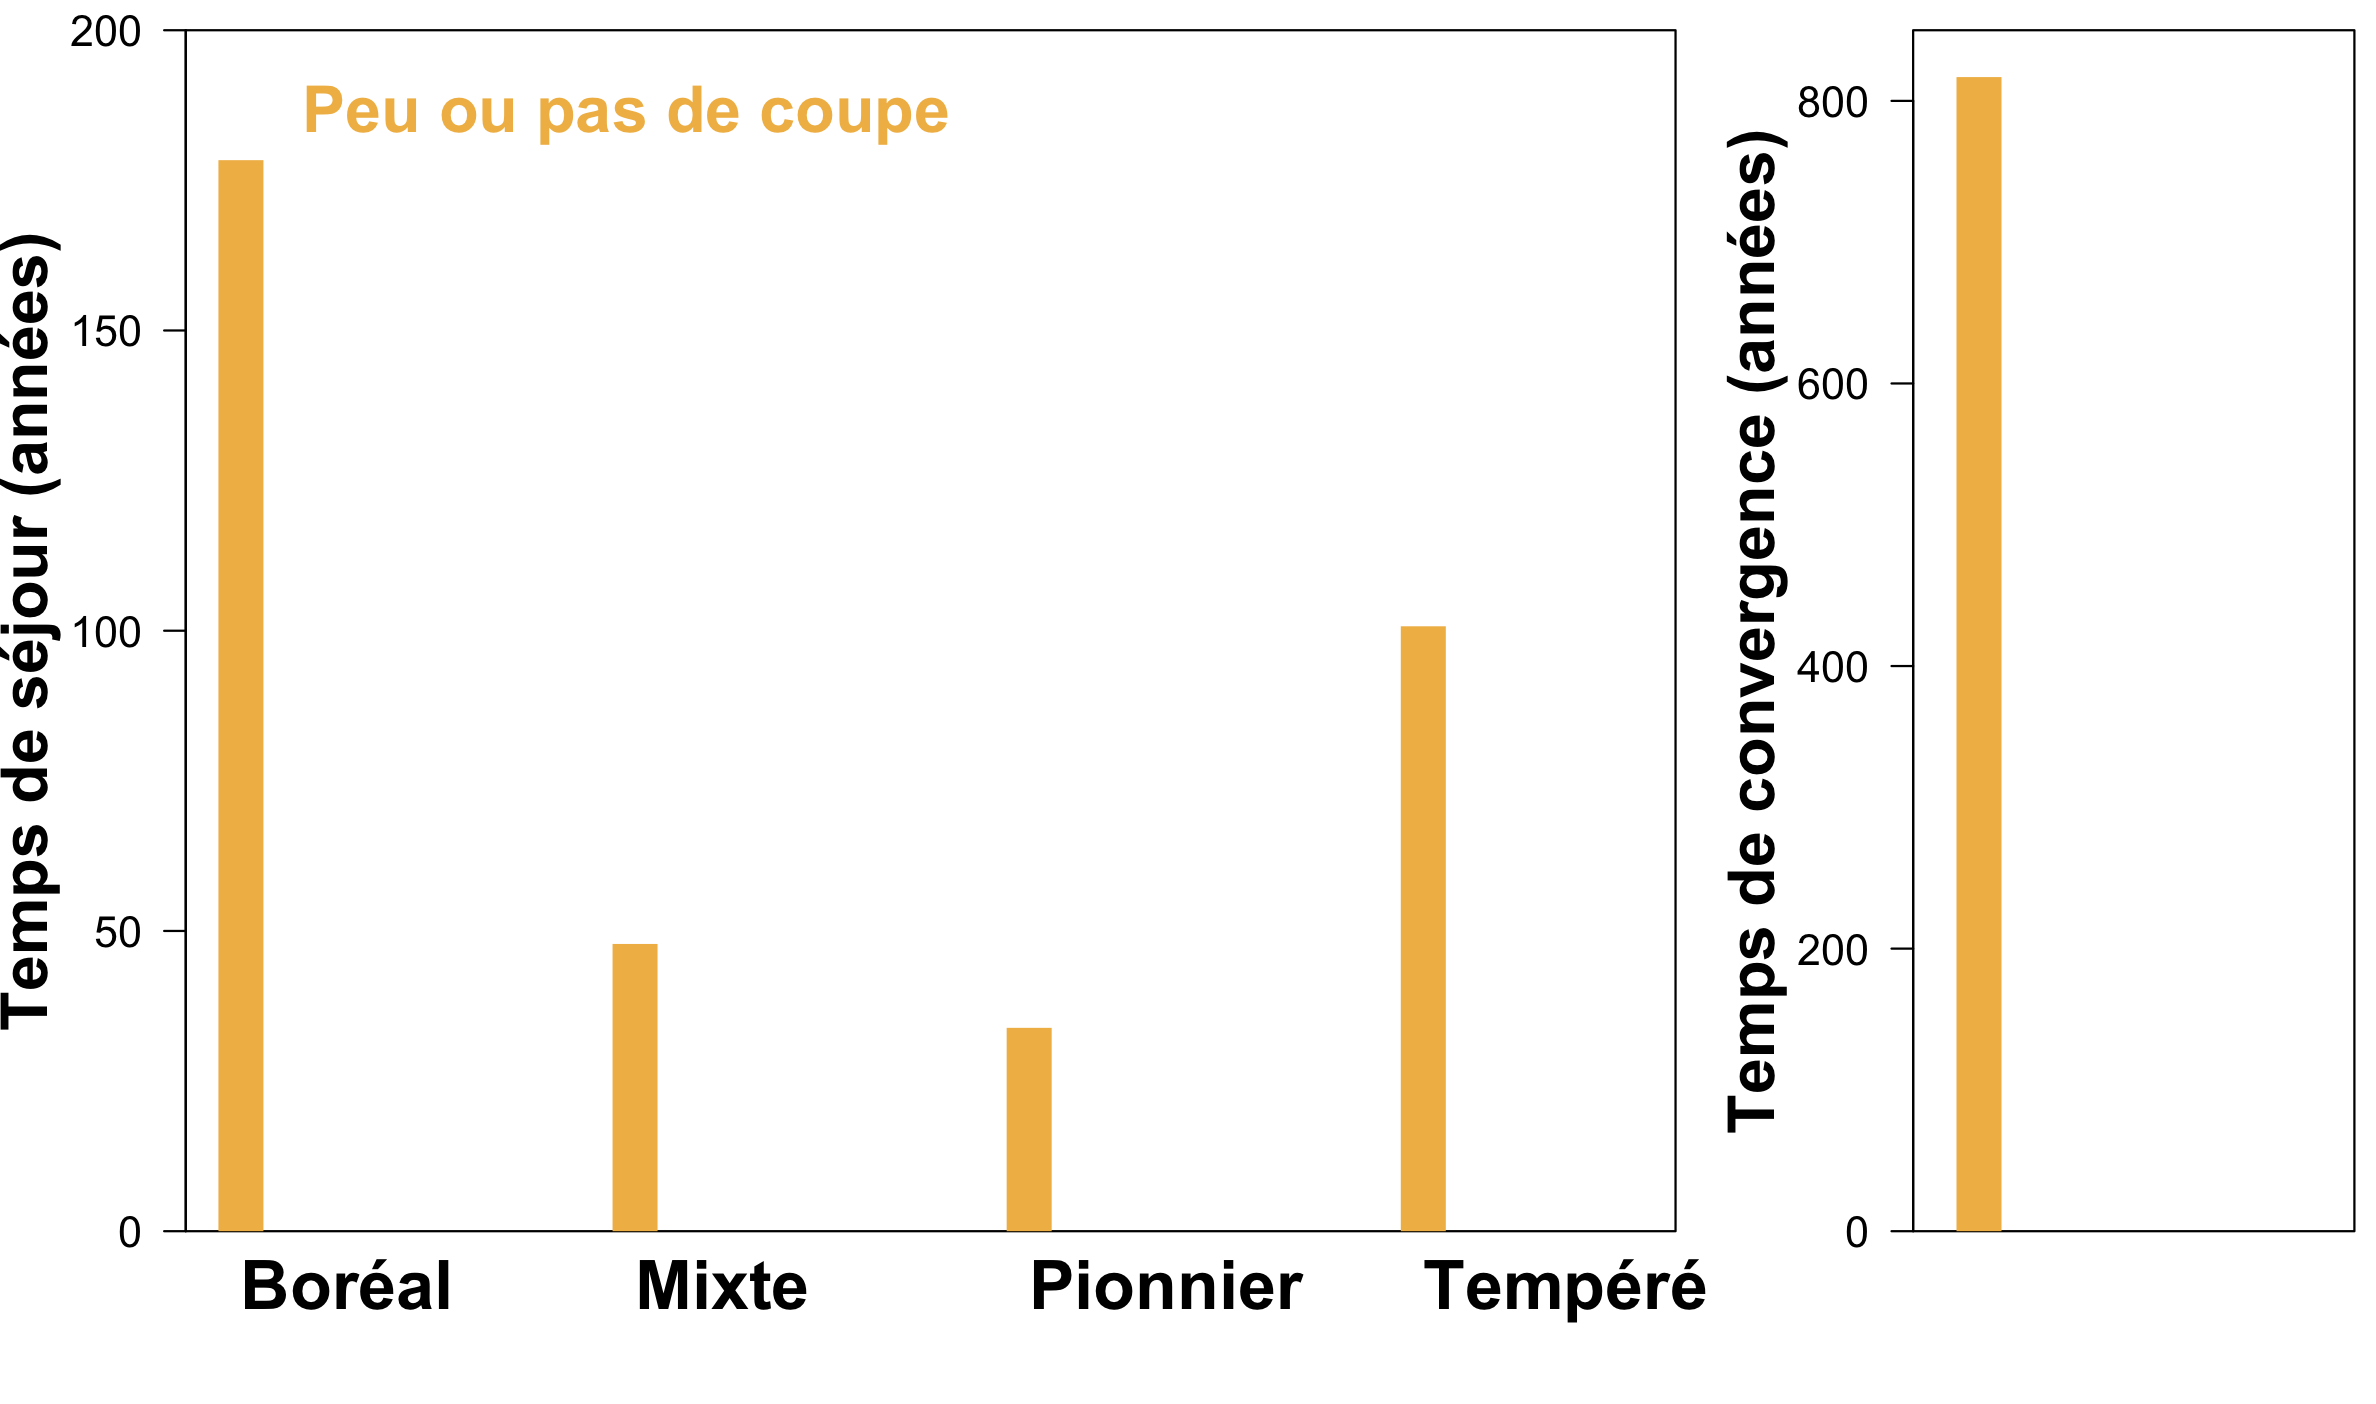 Temps de séjour (années)
200
150
100
50
0
Peu ou pas de coupe
Boréal
Mixte
Pionnier
Tempéré
Temps de convergence (années)
800
600
400
200
0